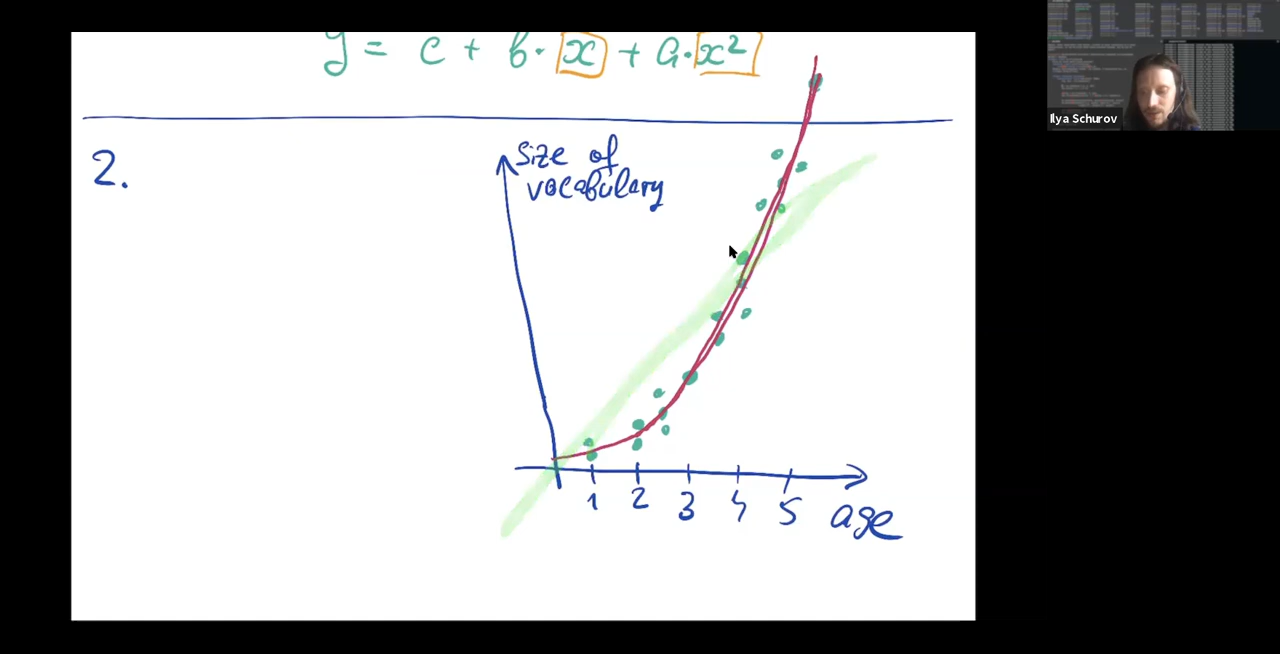 y = c + b · x + a · x²
2.
Size of
vocabulary
1 2 3 4 5
age
Ilya Schurov